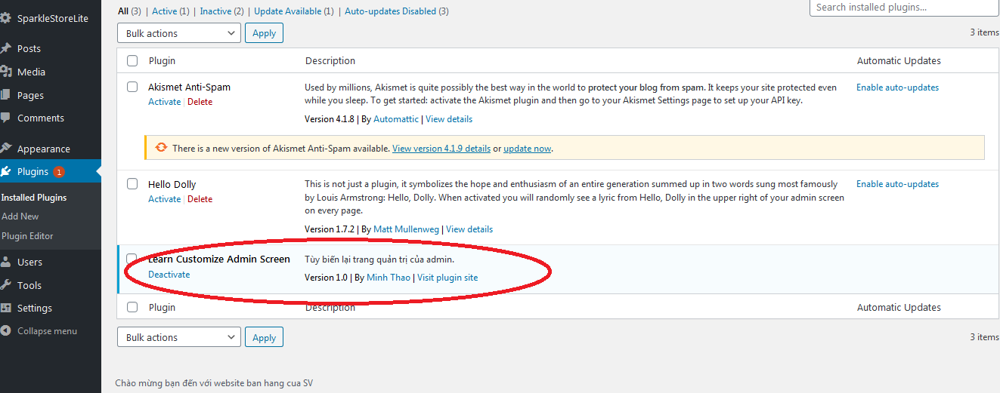 All (3) | Active (1) | Inactive (2) | Update Available (1) | Auto-updates Disabled (3)
Search installed plugins...
Bulk actions Apply
3 items
SparkleStoreLite
Posts
Media
Pages
Comments
Appearance
Plugins 1
Installed Plugins
Add New
Plugin Editor
Users
Tools
Settings
Collapse menu
Plugin Description Automatic Updates
Akismet Anti-Spam
Activate | Delete
Used by millions, Akismet is quite possibly the best way in the world to protect your blog from spam. It keeps your site protected even
while you sleep. To get started: activate the Akismet plugin and then go to your Akismet Settings page to set up your API key.
Version 4.1.8 | By Automattic | View details
Enable auto-updates
There is a new version of Akismet Anti-Spam available. View version 4.1.9 details or update now.
Hello Dolly
Activate | Delete
This is not just a plugin, it symbolizes the hope and enthusiasm of an entire generation summed up in two words sung most famously
by Louis Armstrong: Hello, Dolly. When activated you will randomly see a lyric from Hello, Dolly in the upper right of your admin screen
on every page.
Version 1.7.2 | By Matt Mullenweg | View details
Enable auto-updates
Learn Customize Admin Screen
Deactivate
Tùy biến lại trang quản trị của admin.
Version 1.0 | By Minh Thao | Visit plugin site
Plugin Description Automatic Updates
Bulk actions Apply
3 items
Chào mừng bạn đến với website ban hang cua SV